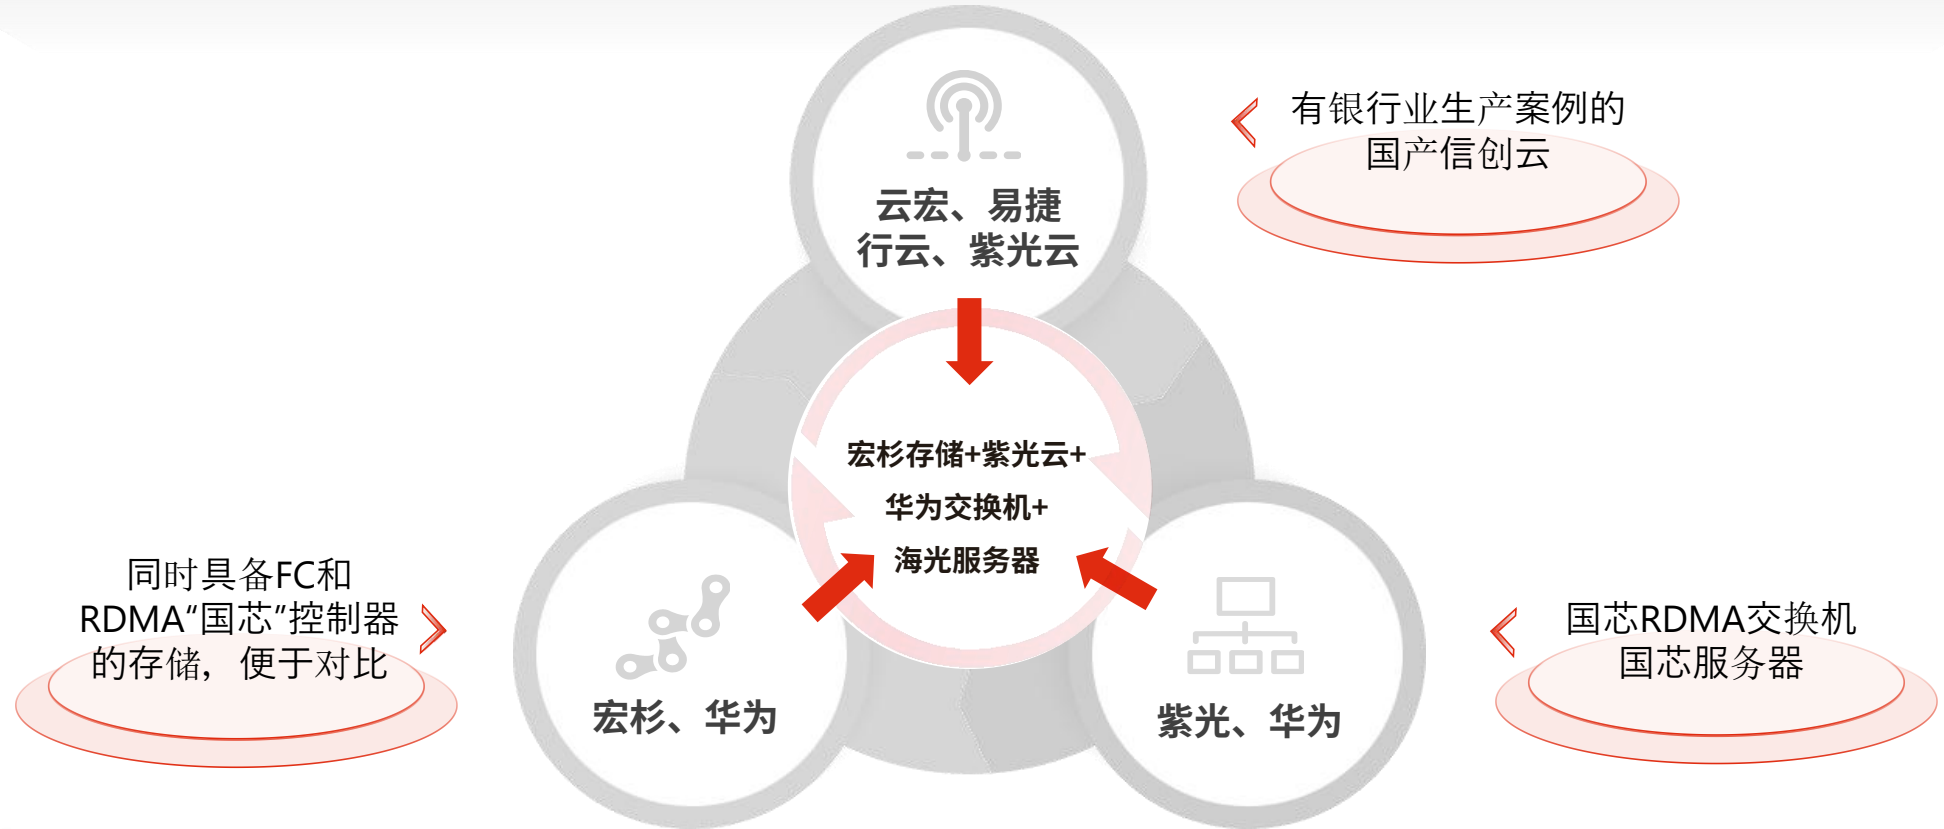 有银行业生产案例的
国产信创云
云宏、易捷
行云、紫光云
宏杉存储+紫光云+
华为交换机+
海光服务器
同时具备FC和
RDMA“国芯”控制器
的存储，便于对比
宏杉、华为
紫光、华为
国芯RDMA交换机
国芯服务器